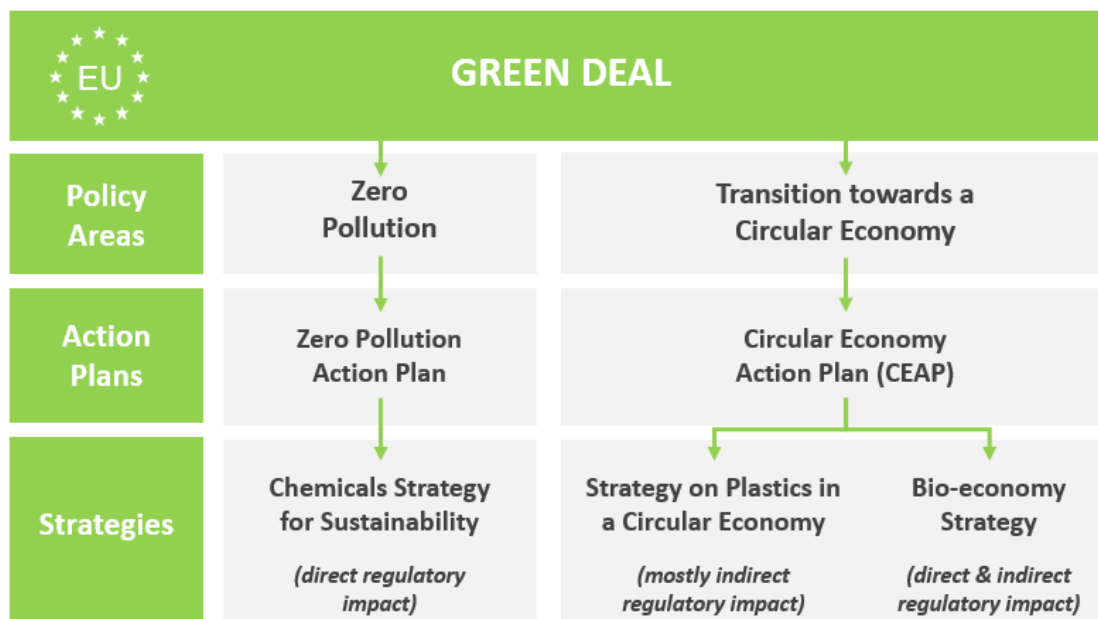 EU
GREEN DEAL
Policy
Areas
Zero
Pollution
Transition towards a
Circular Economy
Action
Plans
Zero Pollution
Action Plan
Circular Economy
Action Plan (CEAP)
Strategies
Chemicals Strategy
for Sustainability
(direct regulatory
impact)
Strategy on Plastics in
a Circular Economy
(mostly indirect
regulatory impact)
Bio-economy
Strategy
(direct & indirect
regulatory impact)